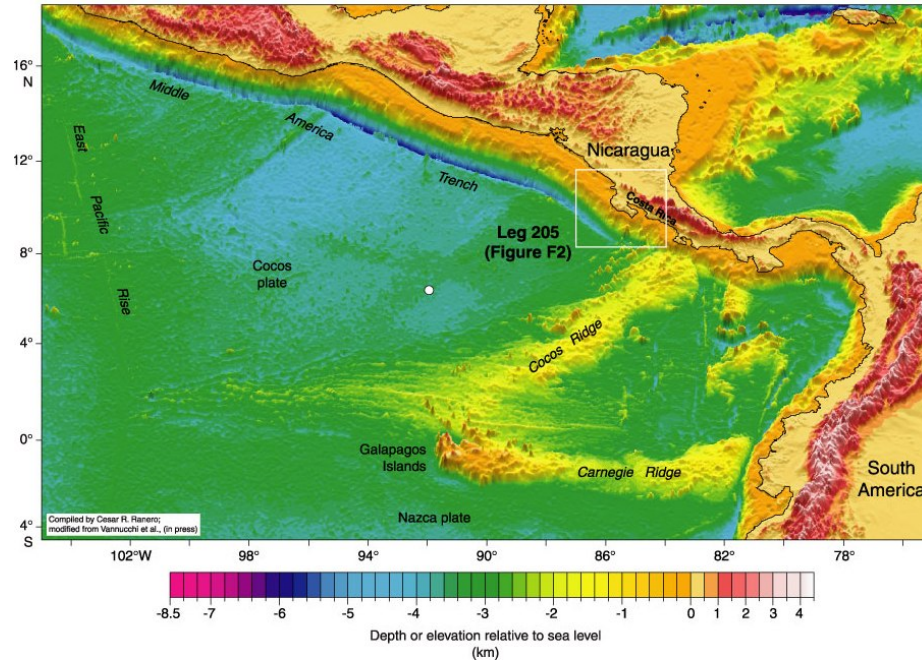 16°
N
12°
8°
4°
0°
4°
S
Middle
America
Trench
East
Pacific
Rise
Nicaragua
Costa Rica
Leg 205
(Figure F2)
Cocos
plate
Cocos Ridge
Galapagos
Islands
Carnegie Ridge
South
America
Nazca plate
Compiled by Cesar R. Ranero;
modified from Vannucchi et al., (in press)
102°W
98°
94°
90°
86°
82°
78°
-8.5 -7 -6 -5 -4 -3 -2 -1 0 1 2 3 4
Depth or elevation relative to sea level
(km)